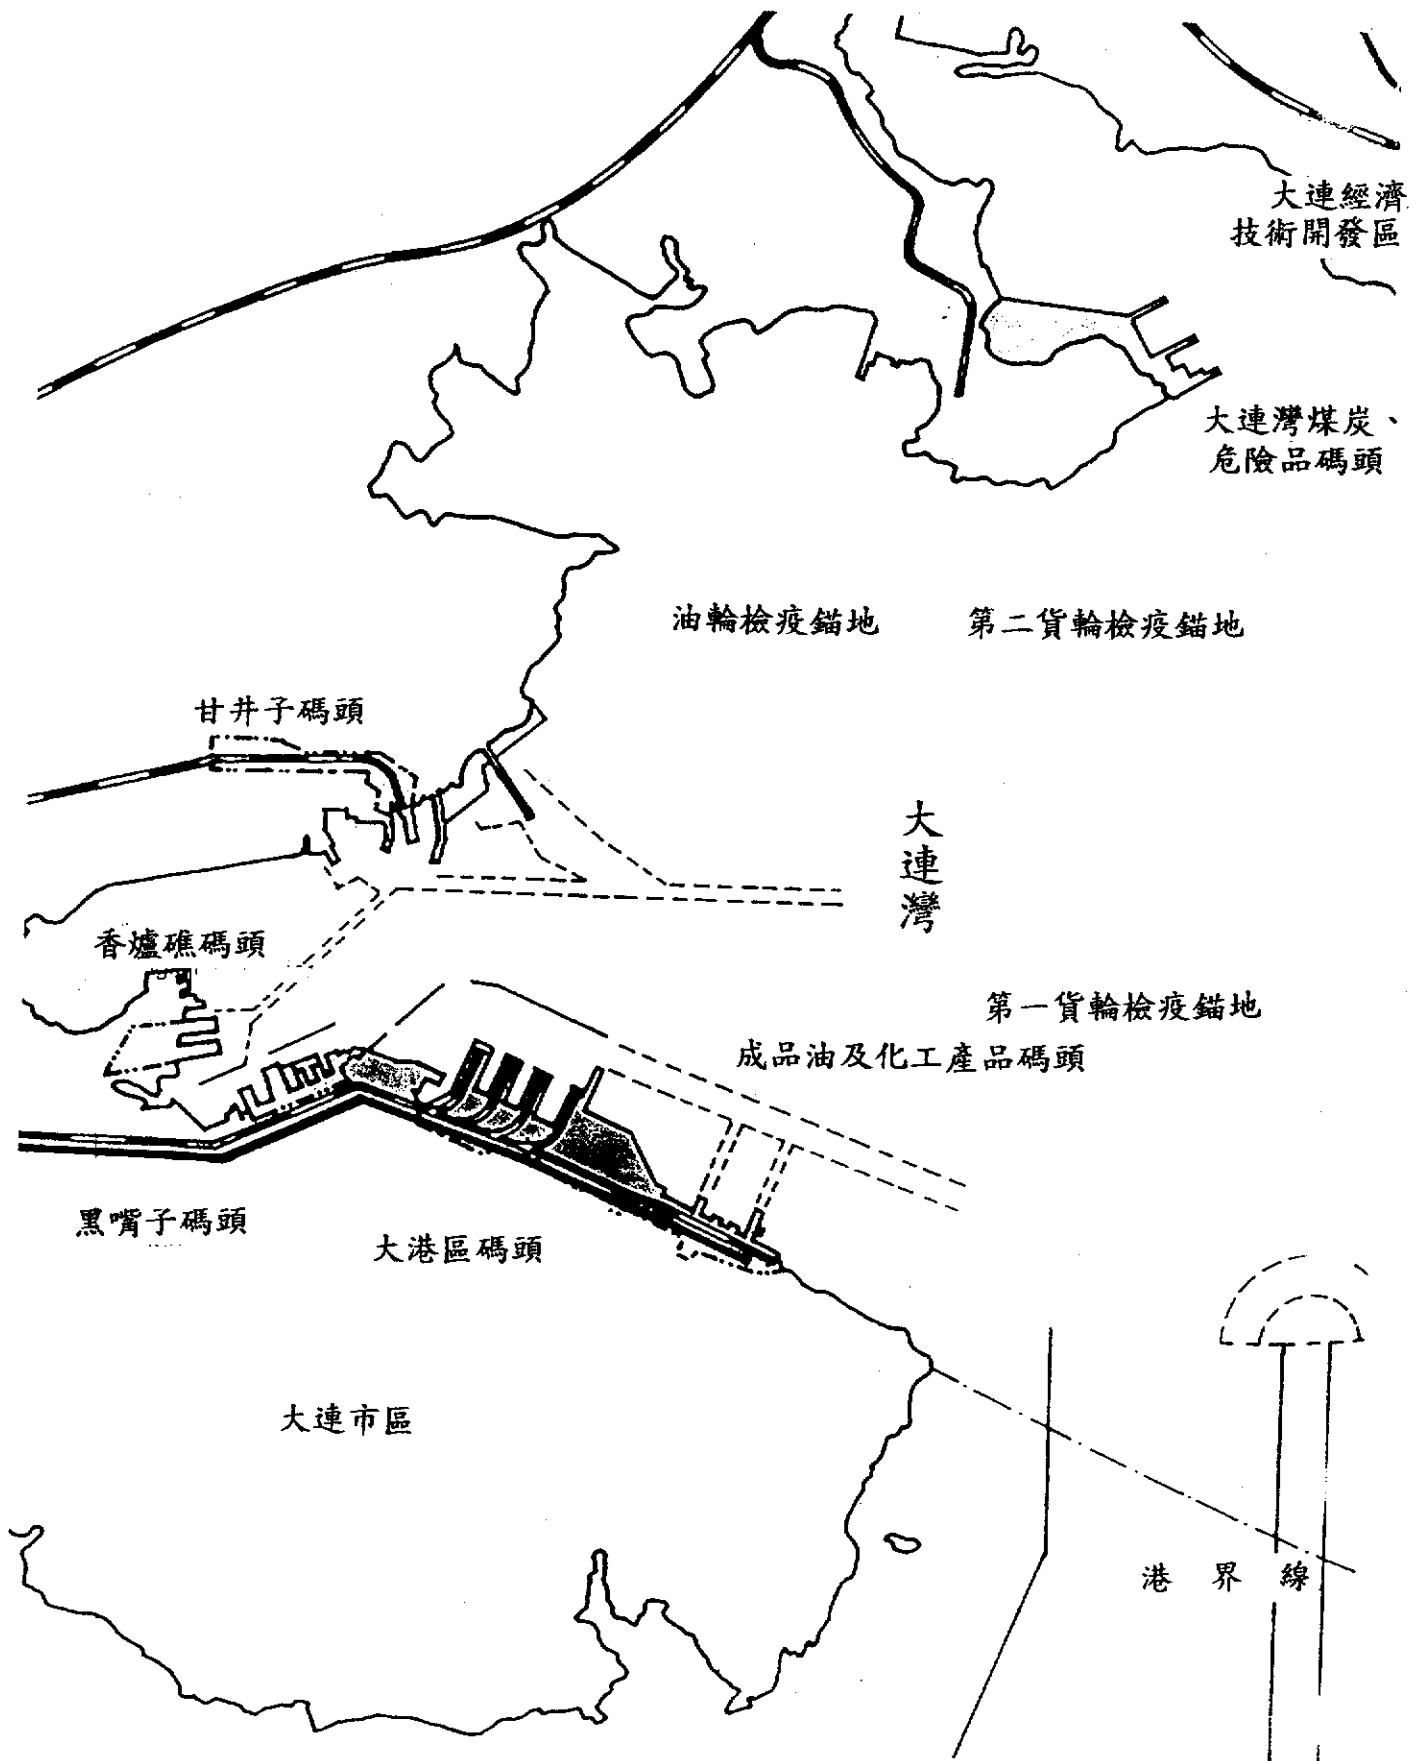 大連經濟
技術開發區
大連灣煤炭、
危險品碼頭
油輪檢疫錨地
第二貨輪檢疫錨地
甘井子碼頭
大連灣
香爐礁碼頭
第一貨輪檢疫錨地
成品油及化工產品碼頭
黑嘴子碼頭
大港區碼頭
大連市區
港界線